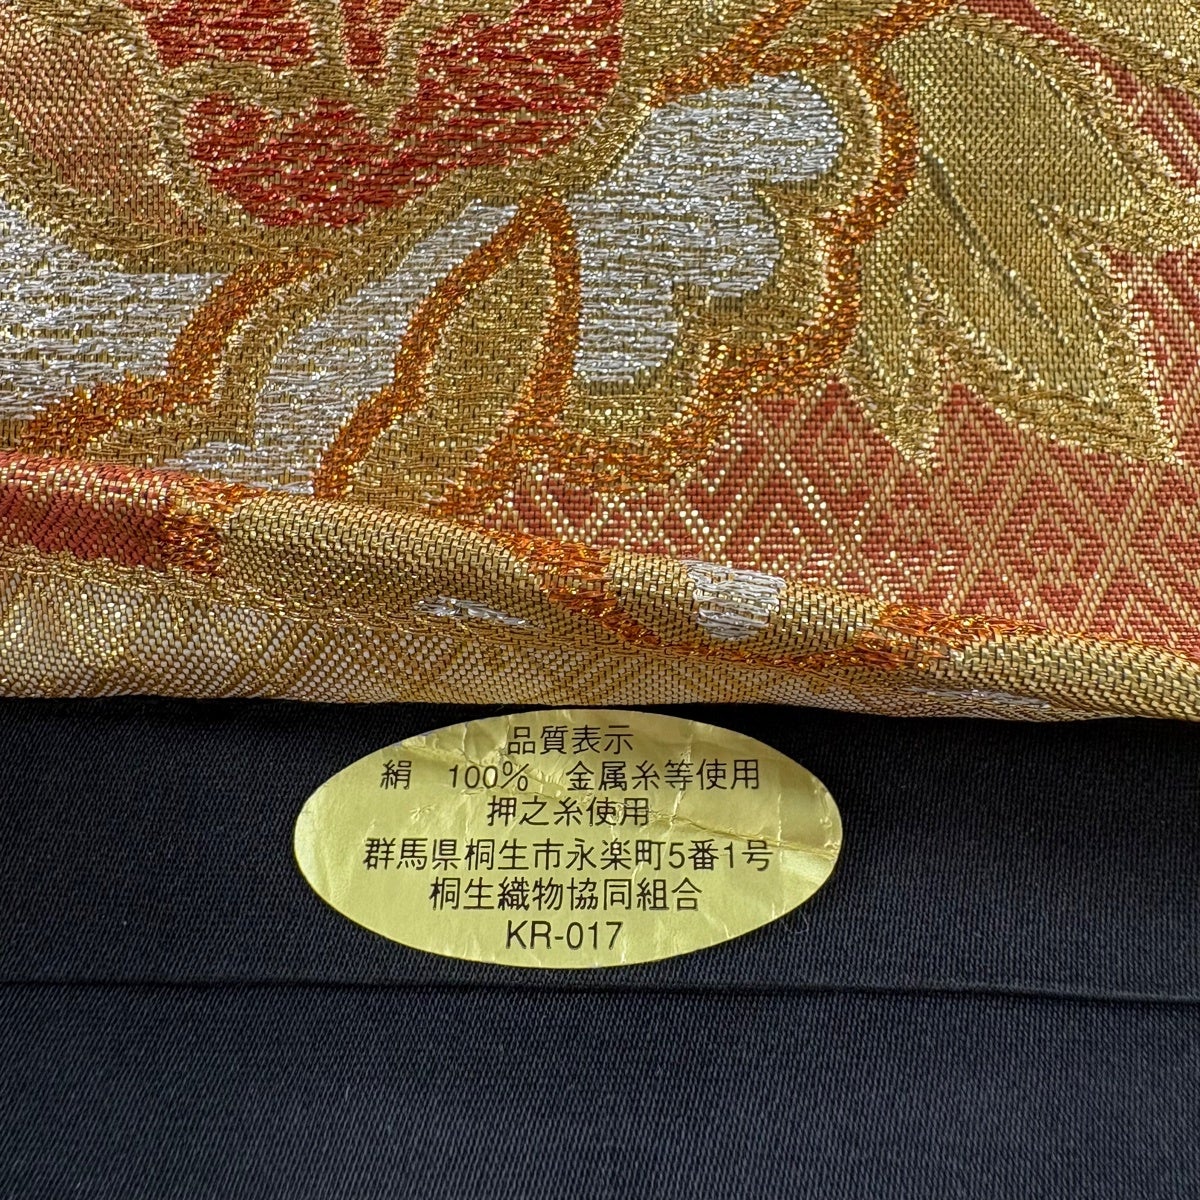 品質表示
絹　100%　金属糸等使用
押之糸使用
群馬県桐生市永楽町5番1号
桐生織物協同組合
KR-017